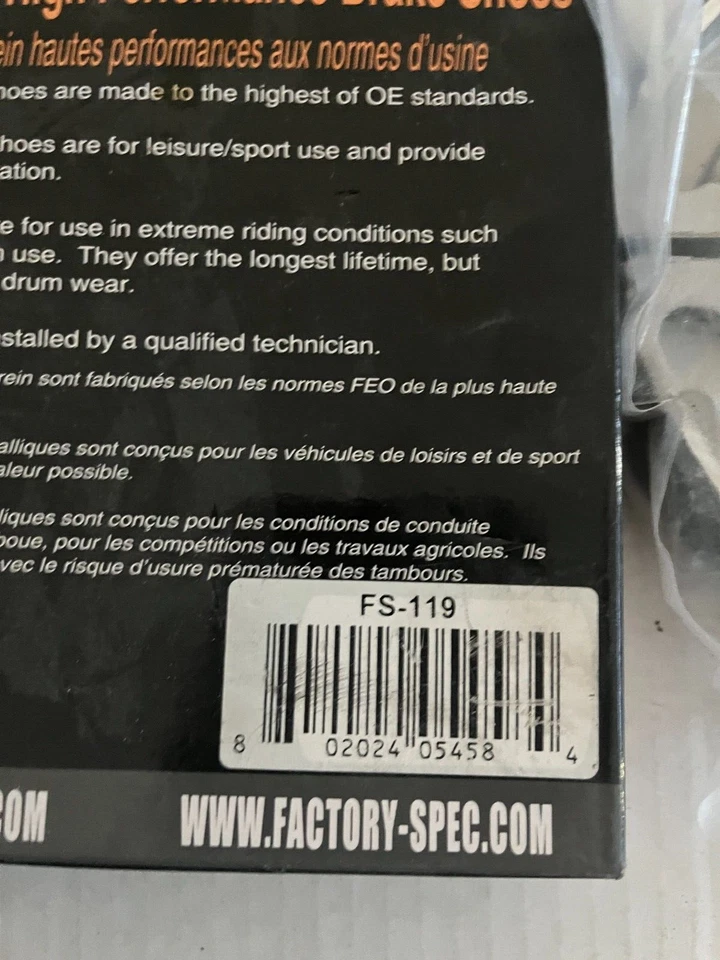 High Performance Brake Shoes
ein hautes performances aux normes d'usine
hoes are made to the highest of OE standards.
hoes are for leisure/sport use and provide
ation.
e for use in extreme riding conditions such
n use. They offer the longest lifetime, but
drum wear.
stalled by a qualified technician.
rein sont fabriqués selon les normes FEO de la plus haute
alliques sont conçus pour les véhicules de loisirs et de sport
aleur possible.
liques sont conçus pour les conditions de conduite
boue, pour les compétitions ou les travaux agricoles. Ils
vec le risque d'usure prématurée des tambours.
FS-119
8 02024 05458 4
.COM
WWW.FACTORY-SPEC.COM